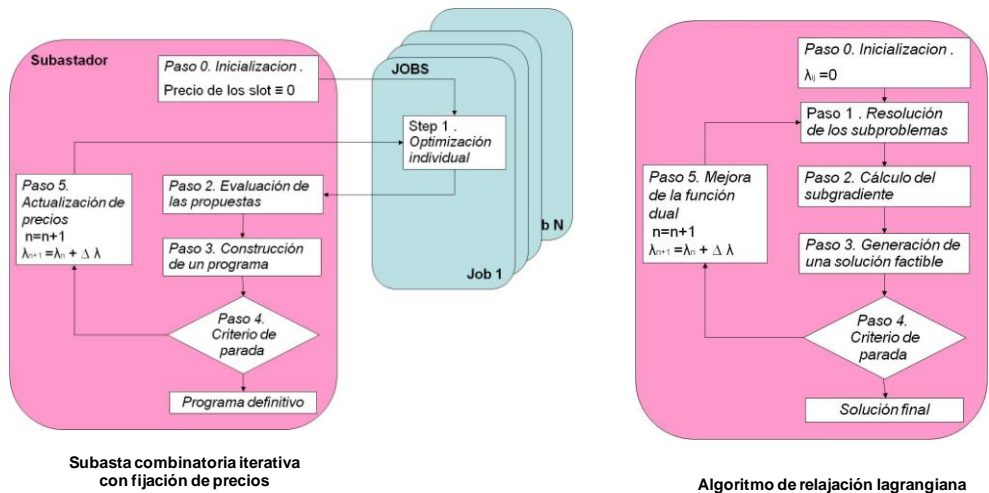 Subastador
Paso 0. Inicializacion .
Precio de los slot ≡ 0
JOBS
Step 1 .
Optimización
individual
Paso 5.
Actualización de
precios
n=n+1
λn+1 =λn + Δ λ
Paso 2. Evaluación de
las propuestas
Paso 3. Construcción
de un programa
b N
Job 1
Paso 4.
Criterio de
parada
Programa definitivo
Subasta combinatoria iterativa
con fijación de precios
Paso 0. Inicializacion .
λij =0
Paso 1 . Resolución
de los subproblemas
Paso 5. Mejora
de la función
dual
n=n+1
λn+1 =λn + Δ λ
Paso 2. Cálculo del
subgradiente
Paso 3. Generación de
una solución factible
Paso 4.
Criterio de
parada
Solución final
Algoritmo de relajación lagrangiana